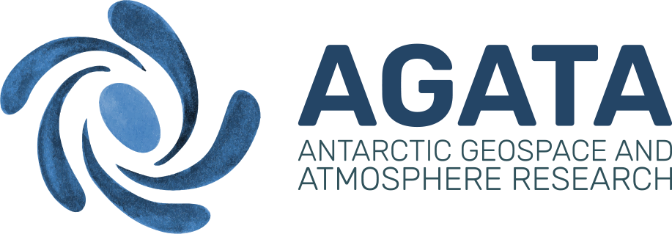 AGATA
ANTARCTIC GEOSPACE AND
ATMOSPHERE RESEARCH